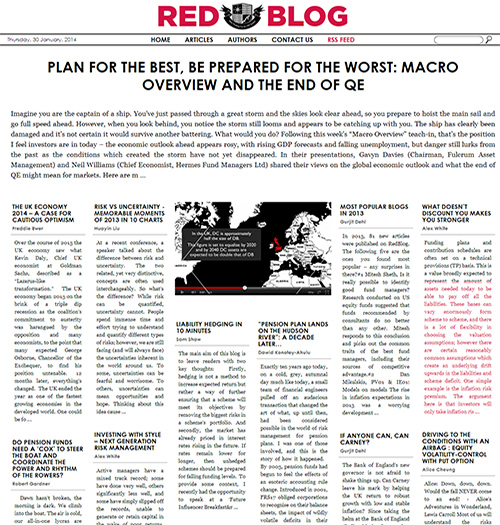 RED BLOG
Thursday, 30 January, 2014
HOME ARTICLES AUTHORS CONTACT US RSS FEED
PLAN FOR THE BEST, BE PREPARED FOR THE WORST: MACRO
OVERVIEW AND THE END OF QE
Imagine you are the captain of a ship. You've just passed through a great storm and the skies look clear ahead, so you prepare to hoist the main sail and
go full speed ahead. However, when you look behind, you notice the storm still looms and appears to be catching up with you. The ship has clearly been
damaged and it's not certain it would survive another battering. What would you do? Following this week's "Macro Overview" teach-in, that's the position
I feel investors are in today – the economic outlook ahead appears rosy, with rising GDP forecasts and falling unemployment, but danger still lurks from
the past as the conditions which created the storm have not yet disappeared. In their presentations, Gavyn Davies (Chairman, Fulcrum Asset
Management) and Neil Williams (Chief Economist, Hermes Fund Managers Ltd) shared their views on the global economic outlook and what the end of
QE might mean for markets. Here are m ...
THE UK ECONOMY
2014 – A CASE FOR
CAUTIOUS OPTIMISM
Freddie Ewer
Over the course of 2013 the
UK economy saw what
Kevin Daly, Chief UK
economist at Goldman
Sachs, described as a
"Lazarus-like
transformation." The UK
economy began 2013 on the
brink of a triple dip
recession as the coalition's
commitment to austerity
was harangued by the
opposition and many
economists, to the point that
many expected George
Osborne, Chancellor of the
Exchequer, to find his
position untenable. 12
months later, everything's
changed. The UK ended the
year as one of the fastest
growing economies in the
developed world. One could
be fo ...
DO PENSION FUNDS
NEED A 'COX' TO STEER
THE BOAT AND
COORDINATE THE
POWER AND RHYTHM
OF THE ROWERS?
Robert Gardner
Dawn hasn't broken, the
morning is dark. We climb
into the boat. The air is cold,
our all-in-one lycras are
RISK VS UNCERTAINTY -
MEMORABLE MOMENTS
OF 2013 IN 10 CHARTS
Huayin Liu
At a recent conference, a
speaker talked about the
difference between risk and
uncertainty. The two
related, yet very distinctive,
concepts are often used
interchangeably. So what's
the difference? While risk
can be quantified,
uncertainty cannot. People
spend immense time and
effort trying to understand
and quantify different types
of risks; however, we are still
facing (and will always face)
the uncertainties inherent in
the world around us. To
some, uncertainties can be
fearful and worrisome. To
others, uncertainties can
mean opportunities and
hope. Thinking about this
idea cause ...
INVESTING WITH STYLE
– NEXT GENERATION
RISK MANAGEMENT
Alex White
Active managers have a
mixed track record; some
have done very well, others
significantly less well, and
some have simply slipped off
the records, unable to
generate or retain capital in
the wake of poor return.
In the UK, DC is approximately
half the size of DB.
This figure is set to equalise by 2020
and by 2040 DC assets are
expected to be double that of DB.
LIABILITY HEDGING IN
10 MINUTES
Sam Shaw
The main aim of this blog is
to leave readers with two
key thoughts: Firstly,
hedging is not a method to
increase expected return but
rather a way of further
ensuring that a scheme will
meet its objectives by
removing the biggest risks in
a scheme's portfolio. And
secondly, the market has
already priced in interest
rates rising in the future. If
rates remain lower for
longer, then unhedged
schemes should be prepared
for falling funding levels. To
provide some context, I
recently had the opportunity
to speak at a Future
Influencer Breakfaster ...
"PENSION PLAN LANDS
ON THE HUDSON
RIVER": A DECADE
LATER...
Dawid Konotey-Ahulu
Exactly ten years ago today,
on a cold, grey, autumnal
day much like today, a small
team of financial engineers
pulled off an audacious
transaction that changed the
art of what, up until then,
had been considered
possible in the world of risk
management for pension
plans. I was one of those
involved, and this is the
story of how it happened.
By 2003, pension funds had
begun to feel the effects of
an esoteric accounting rule
change. Introduced in 2001,
FRS17 obliged corporations
to recognise on their balance
sheets, the impact of wildly
volatile deficits in their
MOST POPULAR BLOGS
IN 2013
Gurjit Dehl
In 2013, 81 new articles
were published on RedBlog.
The following five are the
ones you found most
popular – any surprises in
there?#1 Mitesh Sheth, Is it
really possible to identify
good fund managers?
Research conducted on US
equity funds suggested that
funds recommended by
consultants do no better
than any other. Mitesh
responds to this conclusion
and picks out the common
traits of the best fund
managers, including their
sources of competitive
advantage.#2 Dan
Mikulskis, PVo1 & IEo1:
Models on models The rise
in inflation expectations in
2013 was a worrying
development ...
IF ANYONE CAN, CAN
CARNEY?
Gurjit Dehl
The Bank of England's new
governor is not afraid to
shake things up. Can Carney
leave his mark by helping
the UK return to robust
growth with low and stable
inflation? Since taking the
helm at the Bank of England
WHAT DOESN'T
DISCOUNT YOU MAKES
YOU STRONGER
Alex White
Funding plans and
contribution schedules are
often set on a technical
provisions (TP) basis. This is
a value broadly expected to
represent the amount of
assets needed today to be
able to pay off all the
liabilities. These bases can
vary enormously form
scheme to scheme, and there
is a lot of flexibility in
choosing the valuation
assumptions; however there
are certain reasonably
common assumptions which
create an underlying drift
upwards in the liabilities and
scheme deficit. One simple
example is the inflation risk
premium. The argument
here is that investors will
only take inflation ris ...
DRIVING TO THE
CONDITIONS WITH AN
AIRBAG : EQUITY
VOLATILITY-CONTROL
WITH PUT OPTION
Alice Cheung
Alice: Down, down, down.
Would the fall NEVER come
to an end! - Alice's
Adventures in Wonderland,
Lewis Caroll Most of us will
understand the risk